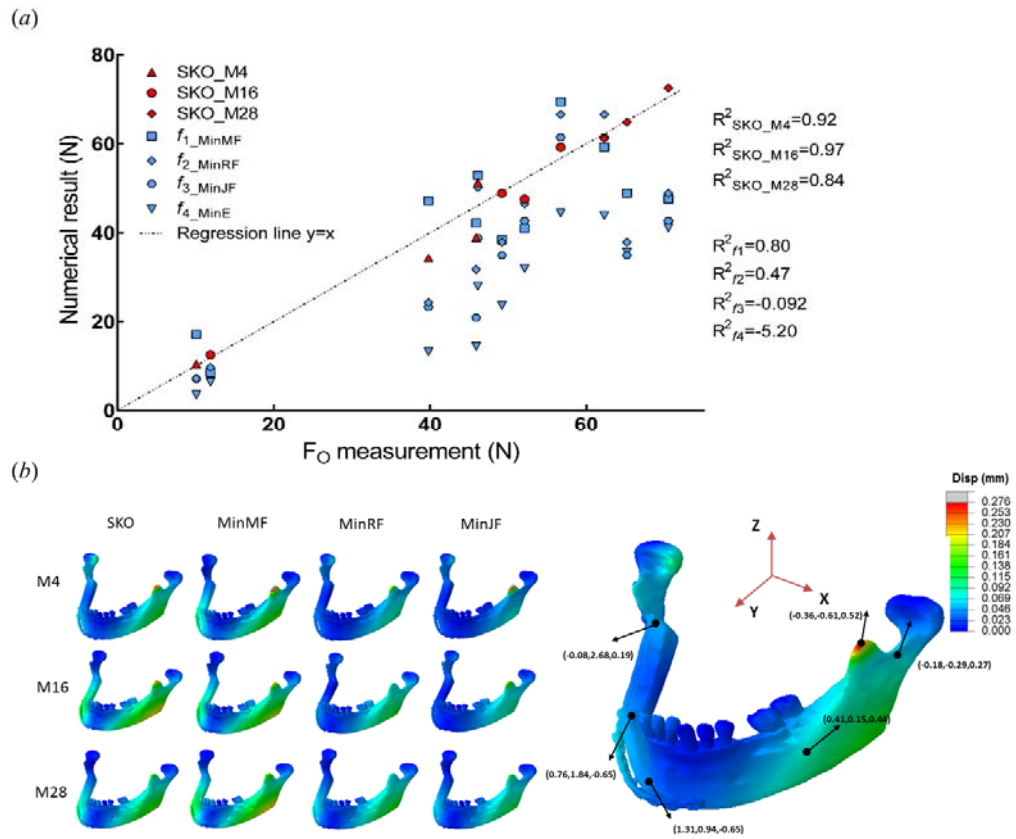 (a)
80
60
40
20
0
0
20
40
60
Numerical result (N)
F_O measurement (N)
SKO_M4
SKO_M16
SKO_M28
f1_MinMF
f2_MinRF
f3_MinJF
f4_MinE
Regression line y=x
R²SKO_M4=0.92
R²SKO_M16=0.97
R²SKO_M28=0.84
R²f1=0.80
R²f2=0.47
R²f3=-0.092
R²f4=-5.20
(b)
SKO MinMF MinRF MinJF
M4
M16
M28
Z
Y
X
Disp (mm)
0.276
0.253
0.230
0.207
0.184
0.161
0.138
0.115
0.092
0.069
0.046
0.023
0.000
(-0.08,2.68,0.19)
(-0.36,-0.61,0.52)
(-0.18,-0.29,0.27)
(0.41,0.15,0.44)
(0.76,1.84,-0.65)
(1.31,0.94,-0.65)